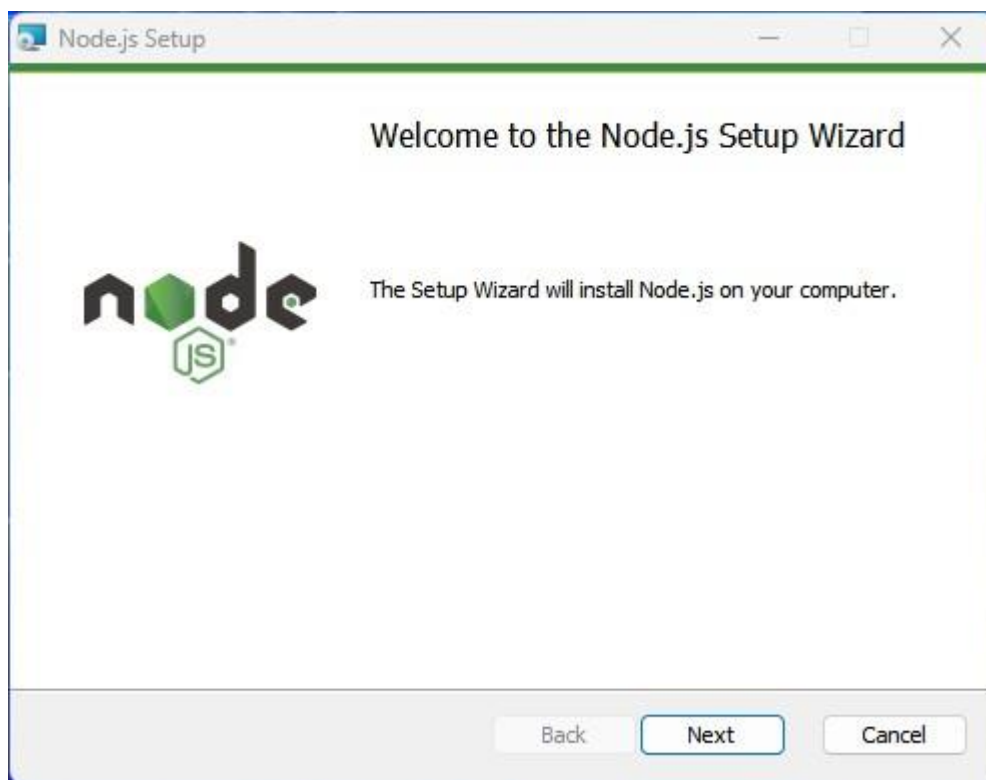 Node.js Setup
Welcome to the Node.js Setup Wizard
node
JS®
The Setup Wizard will install Node.js on your computer.
Back Next Cancel